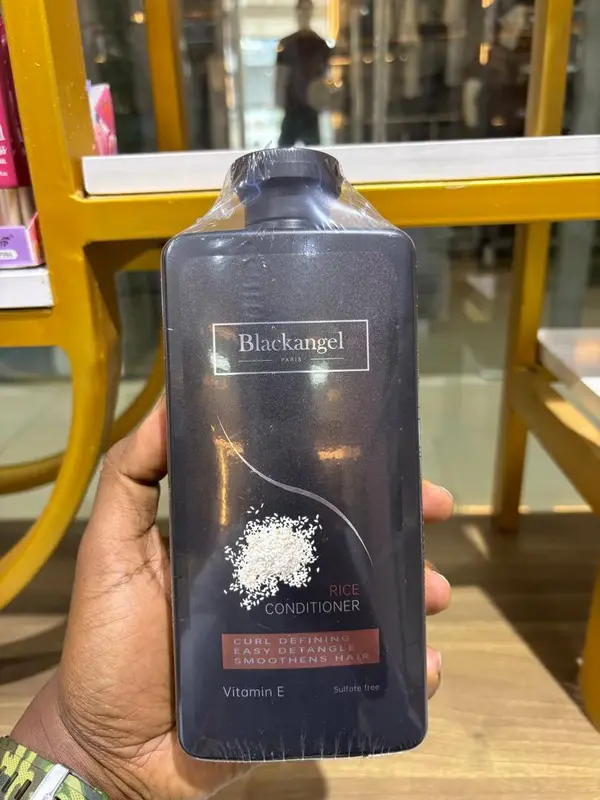 Blackangel
PARIS
RICE
CONDITIONER
CURL DEFINING
EASY DETANGLE
SMOOTHENS HAIR
Vitamin E
Sulfate free